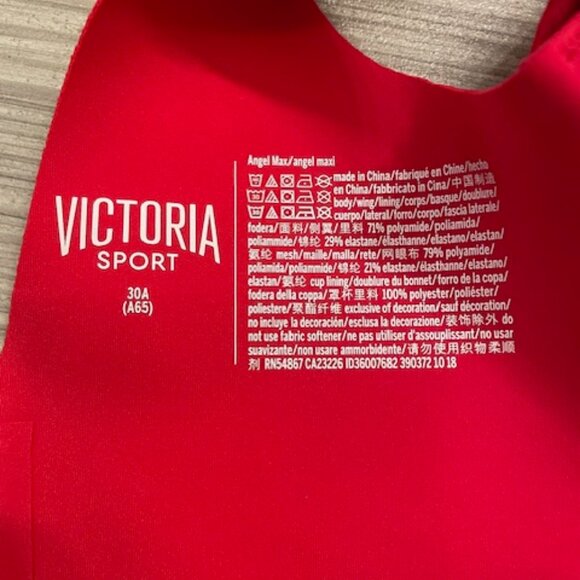 VICTORIA
SPORT
30A
(A65)
Angel Max/angel maxi
made in China/fabriqué en Chine/hecho
en China/fabbricato in Cina/中国制造
body/wing/lining/corps/basque/doublure/
cuerpo/lateral/forro/corpo/fascia laterale/
fodera/面料/侧翼/里料 71% polyamide/poliamida/
poliammide/锦纶 29% elastane/élasthanne/elastano/elastan/
氨纶 mesh/maille/malla/rete/网眼布 79% polyamide/
poliamida/poliammide/锦纶 21% elastane/élasthanne/elastano/
elastan/氨纶 cup lining/doublure du bonnet/ forro de la copa/
fodera della coppa/罩杯里料 100% polyester/poliéster/
poliestere/聚酯纤维 exclusive of decoration/sauf décoration/
no incluye la decoración/esclusa la decorazione/装饰除外 do
not use fabric softener/ne pas utiliser d'assouplissant/no usar
suavizante/non usare ammorbidente/请勿使用织物柔顺
剂 RN54867 CA23226 ID36007682 390372 10 18